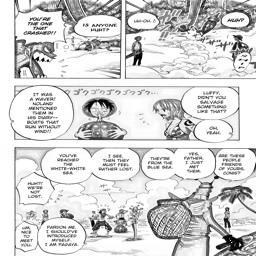 HUH?
UH-OH..!
IS ANYONE
HURT?
YOU'RE
THE ONE
THAT
CRASHED!!
LUFFY,
DIDN'T YOU
SALVAGE
SOMETHING
LIKE THAT?
OH,
YEAH.
IT WAS A
WAVER!
NOLAND
MENTIONED
THEM IN
HIS DIARY--
BOATS THAT
RUN WITHOUT
WIND!!
ARE THESE
PEOPLE
FRIENDS OF
YOURS,
CONIS?
YES,
FATHER.
I JUST
MET
THEM.
THEY'RE
FROM THE
BLUE SEA.
I SEE,
THEN THEY
MUST FEEL
RATHER LOST.
YOU'VE
REACHED
THE
WHITE-WHITE
SEA.
HUH?!
WE'RE
NOT
LOST.
PARDON ME.
I SHOULD'VE
INTRODUCED
MYSELF.
I AM PAGAYA.
UM,
NICE TO
MEET
YOU.